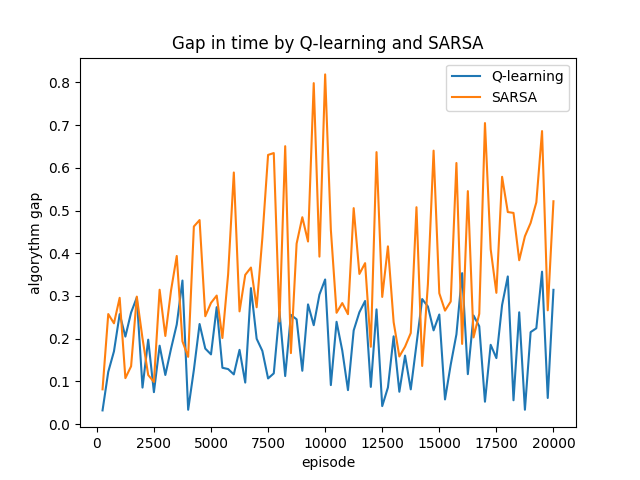 Gap in time by Q-learning and SARSA
Q-learning
SARSA
0.8
0.7
0.6
0.5
0.4
0.3
0.2
0.1
0.0
algorythm gap
0 2500 5000 7500 10000 12500 15000 17500 20000
episode